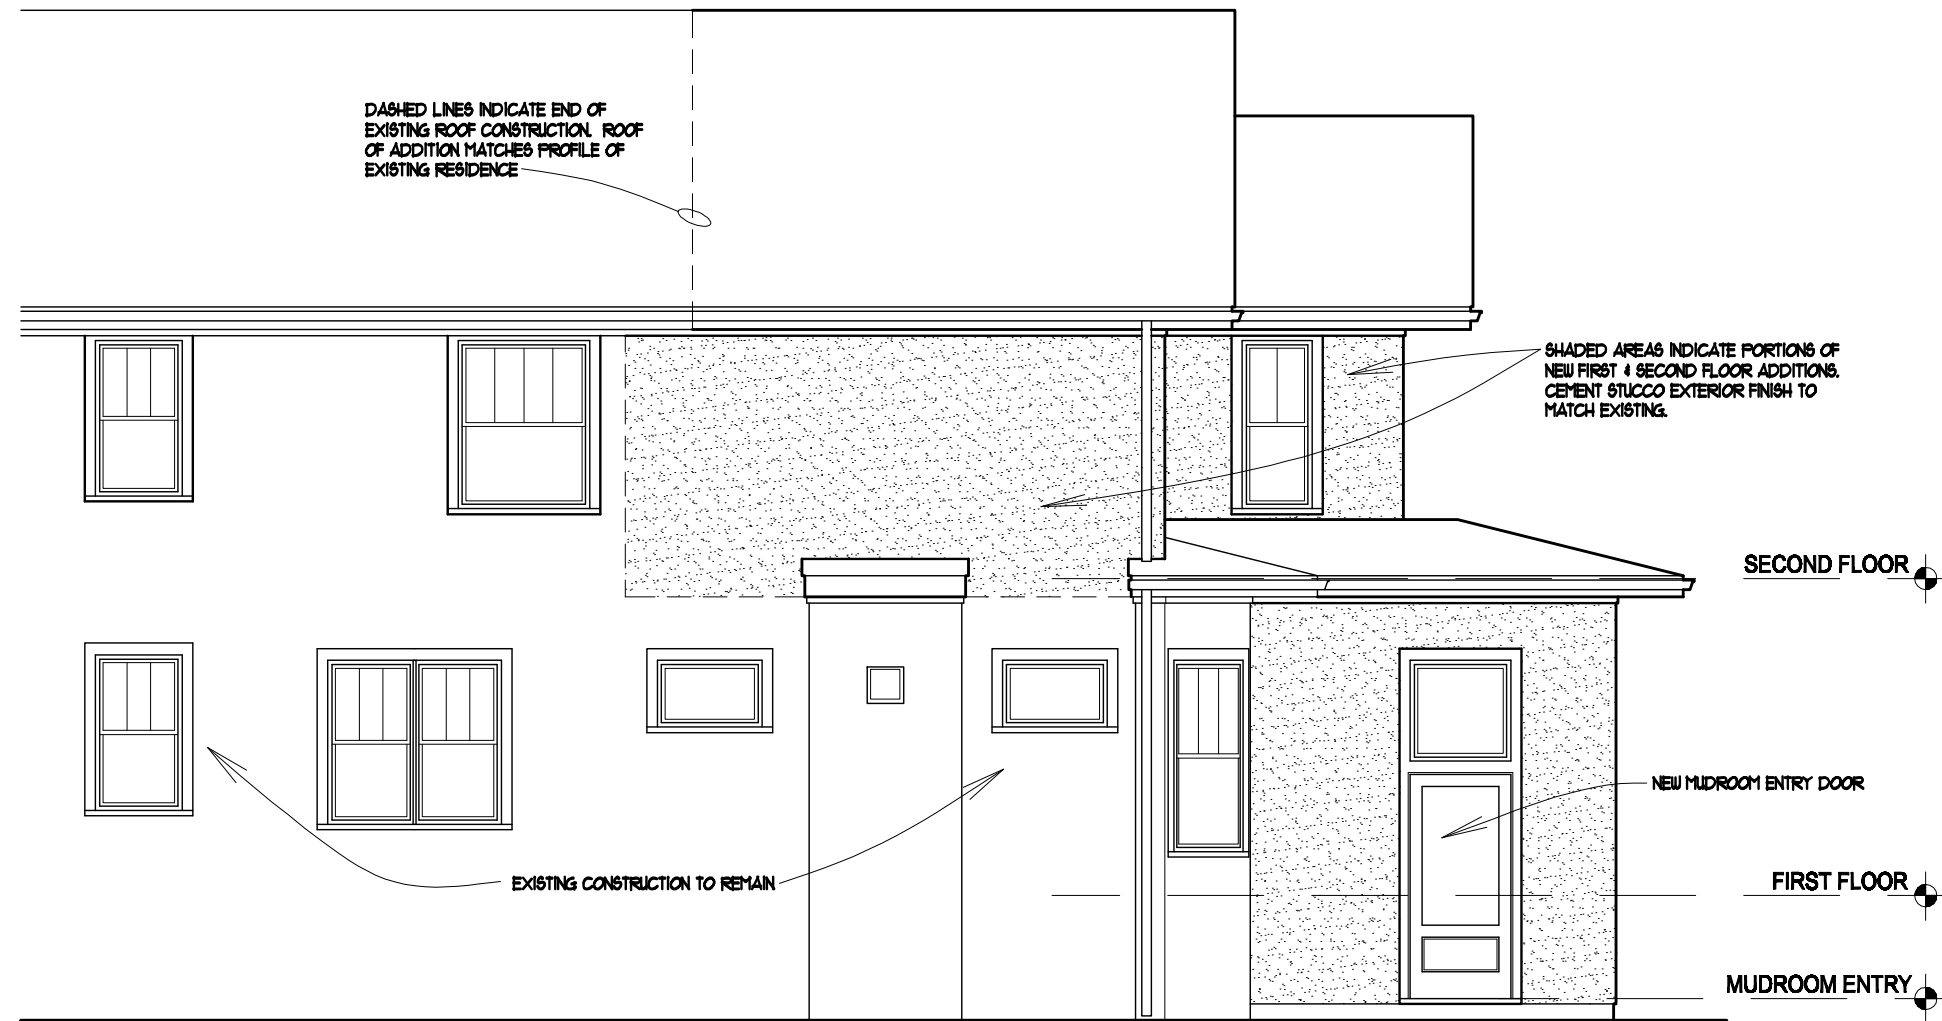 DASHED LINES INDICATE END OF
EXISTING ROOF CONSTRUCTION. ROOF
OF ADDITION MATCHES PROFILE OF
EXISTING RESIDENCE
SHADED AREAS INDICATE PORTIONS OF
NEW FIRST & SECOND FLOOR ADDITIONS.
CEMENT STUCCO EXTERIOR FINISH TO
MATCH EXISTING.
SECOND FLOOR
NEW MUDROOM ENTRY DOOR
EXISTING CONSTRUCTION TO REMAIN
FIRST FLOOR
MUDROOM ENTRY